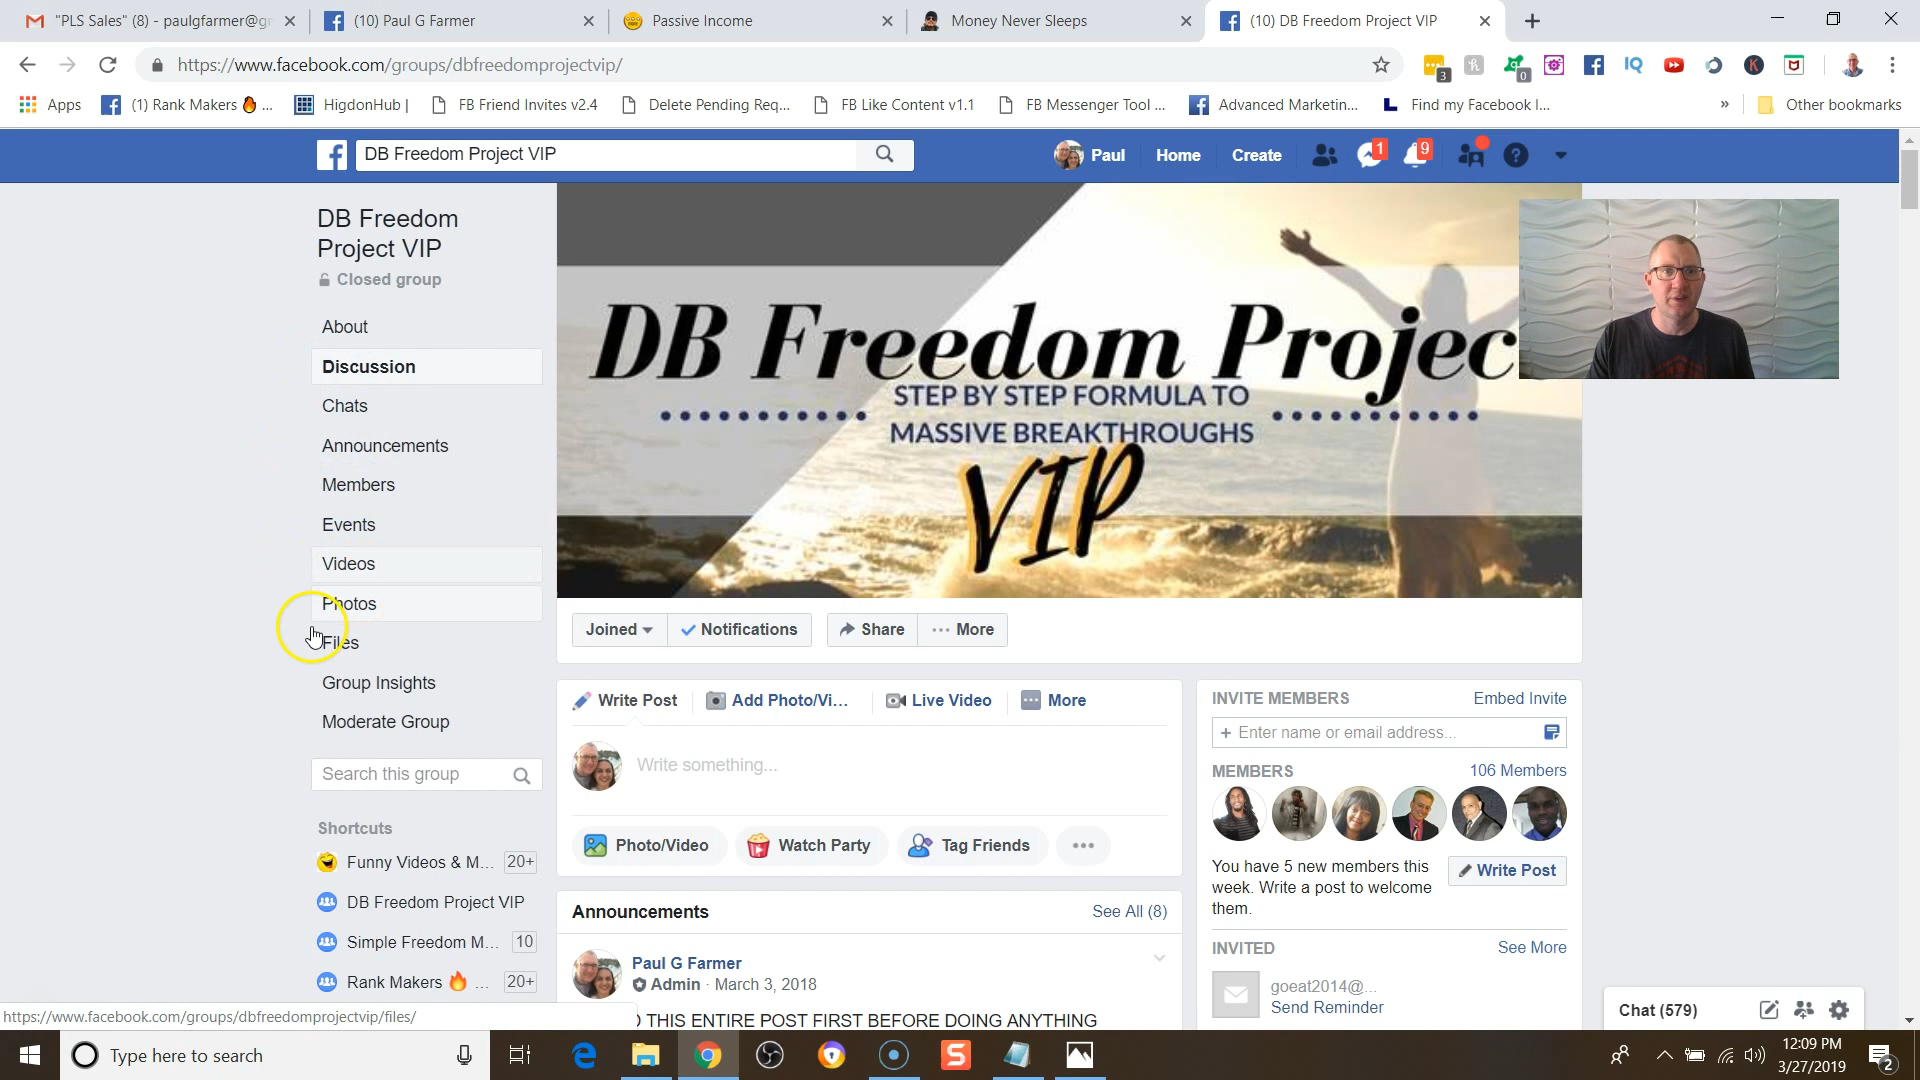 "PLS Sales" (8) - paulgfarmer@gm
(10) Paul G Farmer
Passive Income
Money Never Sleeps
(10) DB Freedom Project VIP
https://www.facebook.com/groups/dbfreedomprojectvip/
3
0
IQ
K
Apps
(1) Rank Makers🔥 ...
HigdonHub |
FB Friend Invites v2.4
Delete Pending Req...
FB Like Content v1.1
FB Messenger Tool ...
Advanced Marketin...
Find my Facebook I...
»
Other bookmarks
DB Freedom Project VIP
Paul
Home
Create
1
9
DB Freedom
Project VIP
Closed group
About
Discussion
Chats
Announcements
Members
Events
Videos
Photos
Files
Group Insights
Moderate Group
Search this group
Shortcuts
Funny Videos & M... 20+
DB Freedom Project VIP
Simple Freedom M... 10
Rank Makers 🔥 ... 20+
https://www.facebook.com/groups/dbfreedomprojectvip/files/
DB Freedom Projec
STEP BY STEP FORMULA TO
MASSIVE BREAKTHROUGHS
VIP
Joined
Notifications
Share
··· More
Write Post
Add Photo/Vi...
Live Video
More
Write something...
Photo/Video
Watch Party
Tag Friends
Announcements
See All (8)
Paul G Farmer
Admin · March 3, 2018
THIS ENTIRE POST FIRST BEFORE DOING ANYTHING
INVITE MEMBERS
Embed Invite
+ Enter name or email address...
MEMBERS
106 Members
You have 5 new members this
week. Write a post to welcome
them.
Write Post
INVITED
See More
goeat2014@...
Send Reminder
Chat (579)
Type here to search
12:09 PM
3/27/2019
2